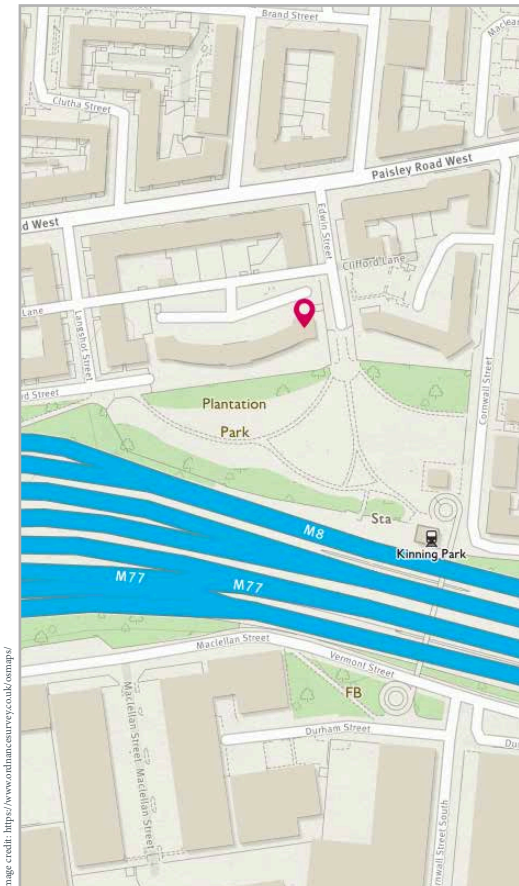 Brand Street
Clutha Street
Paisley Road West
d West
Edwin Street
Clifford Lane
Lane
Langshot Street
rd Street
Cornwall Street
Plantation
Park
Sta
Kinning Park
M8
M77
M77
Maclellan Street
Vermont Street
Maclellan Street
Maclellan Street
FB
Durham Street
nwall Street South
mage credit: https://www.ordnancesurvey.co.uk/osmaps/